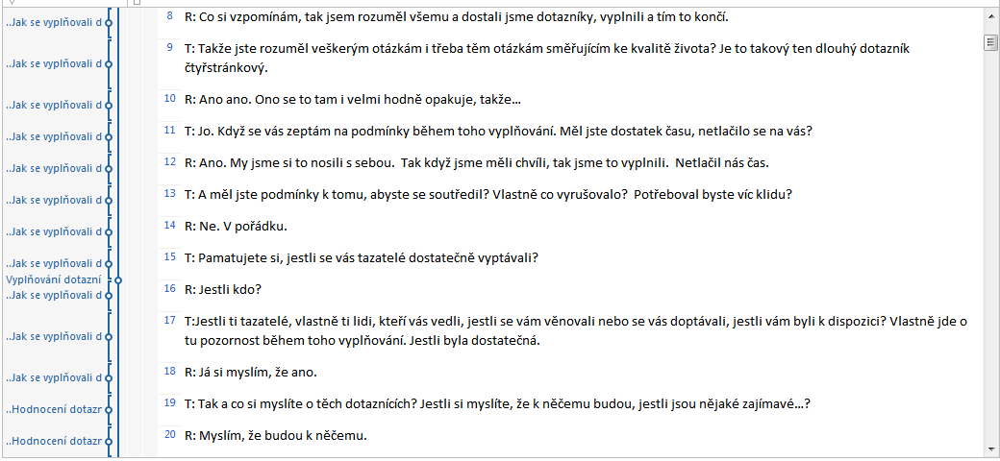 ..Jak se vyplňovali d
8 R: Co si vzpomínám, tak jsem rozuměl všemu a dostali jsme dotazníky, vyplnili a tím to končí.
..Jak se vyplňovali d
9 T: Takže jste rozuměl veškerým otázkám i třeba těm otázkám směřujícím ke kvalitě života? Je to takový ten dlouhý dotazník
čtyřstránkový.
..Jak se vyplňovali d
10 R: Ano ano. Ono se to tam i velmi hodně opakuje, takže…
..Jak se vyplňovali d
11 T: Jo. Když se vás zeptám na podmínky během toho vyplňování. Měl jste dostatek času, netlačilo se na vás?
..Jak se vyplňovali d
12 R: Ano. My jsme si to nosili s sebou. Tak když jsme měli chvíli, tak jsme to vyplnili. Netlačil nás čas.
..Jak se vyplňovali d
13 T: A měl jste podmínky k tomu, abyste se soutředil? Vlastně co vyrušovalo? Potřeboval byste víc klidu?
..Jak se vyplňovali d
14 R: Ne. V pořádku.
..Jak se vyplňovali d
15 T: Pamatujete si, jestli se vás tazatelé dostatečně vyptávali?
Vyplňování dotazní
..Jak se vyplňovali d
16 R: Jestli kdo?
..Jak se vyplňovali d
17 T:Jestli ti tazatelé, vlastně ti lidi, kteří vás vedli, jestli se vám věnovali nebo se vás doptávali, jestli vám byli k dispozici? Vlastně jde o
tu pozornost během toho vyplňování. Jestli byla dostatečná.
..Jak se vyplňovali d
18 R: Já si myslím, že ano.
..Hodnocení dotazr
19 T: Tak a co si myslíte o těch dotaznících? Jestli si myslíte, že k něčemu budou, jestli jsou nějaké zajímavé…?
..Hodnocení dotazr
20 R: Myslím, že budou k něčemu.